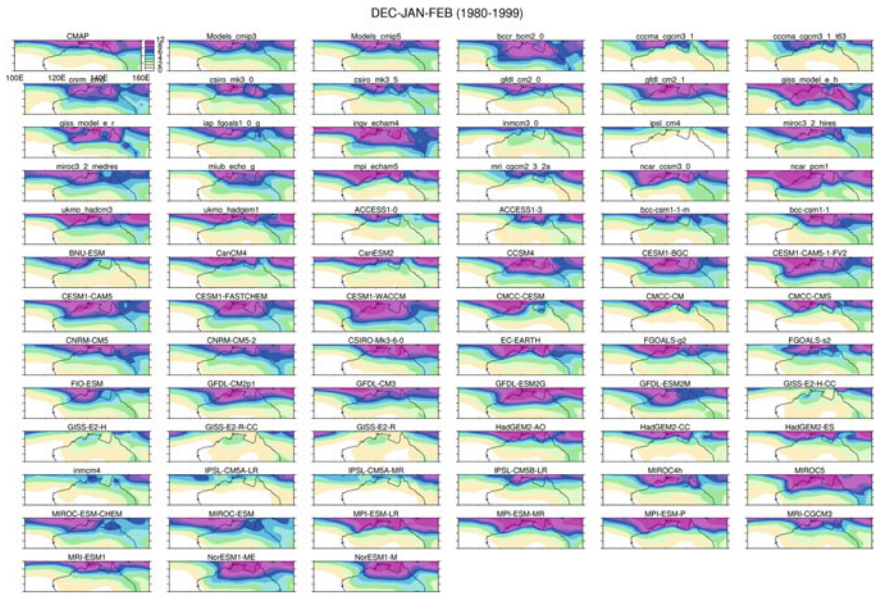 DEC-JAN-FEB (1980-1999)
CMAP Models_cmip3 Models_cmip5 bccr_bcm2_0 cccma_cgcm3_1 cccma_cgcm3_1_t63
12
100E 120E 140E 160E
csiro_mk3_0 csiro_mk3_5 gfdl_cm2_0 gfdl_cm2_1 giss_model_e_h
giss_model_e_r iap_fgoals1_0_g ingv_echam4 inmcm3_0 ipsl_cm4 miroc3_2_hires
miroc3_2_medres miub_echo_g mpi_echam5 mri_cgcm2_3_2a ncar_ccsm3_0 ncar_pcm1
ukmo_hadcm3 ukmo_hadgem1 ACCESS1-0 ACCESS1-3 bcc-csm1-1-m bcc-csm1-1
BNU-ESM CanCM4 CanESM2 CCSM4 CESM1-BGC CESM1-CAM5-1-FV2
CESM1-CAM5 CESM1-FASTCHEM CESM1-WACCM CMCC-CESM CMCC-CM CMCC-CMS
CNRM-CM5 CNRM-CM5-2 CSIRO-Mk3-6-0 EC-EARTH FGOALS-g2 FGOALS-s2
FIO-ESM GFDL-CM2p1 GFDL-CM3 GFDL-ESM2G GFDL-ESM2M GISS-E2-H-CC
GISS-E2-H GISS-E2-R-CC GISS-E2-R HadGEM2-AO HadGEM2-CC HadGEM2-ES
inmcm4 IPSL-CM5A-LR IPSL-CM5A-MR IPSL-CM5B-LR MIROC4h MIROC5
MIROC-ESM-CHEM MIROC-ESM MPI-ESM-LR MPI-ESM-MR MPI-ESM-P MRI-CGCM3
MRI-ESM1 NorESM1-ME NorESM1-M